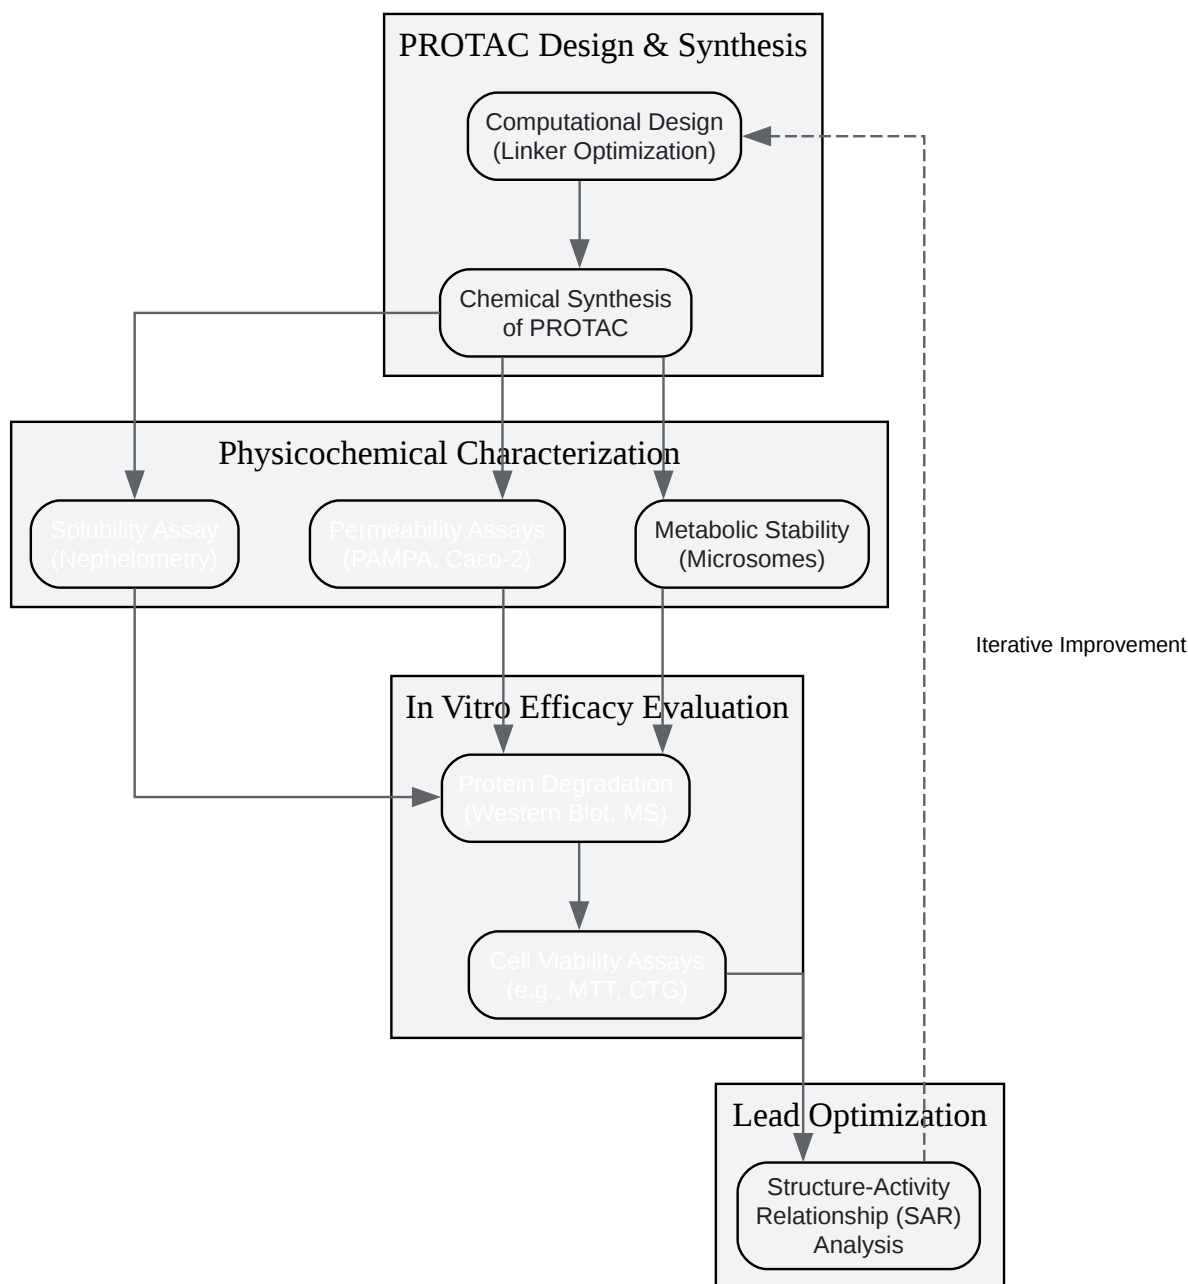 PROTAC Design & Synthesis
Computational Design
(Linker Optimization)
Chemical Synthesis
of PROTAC
Physicochemical Characterization
Solubility Assay
(Nephelometry)
Permeability Assays
(PAMPA, Caco-2)
Metabolic Stability
(Microsomes)
Iterative Improvement
In Vitro Efficacy Evaluation
Protein Degradation
(Western Blot, MS)
Cell Viability Assays
(e.g., MTT, CTG)
Lead Optimization
Structure-Activity
Relationship (SAR)
Analysis